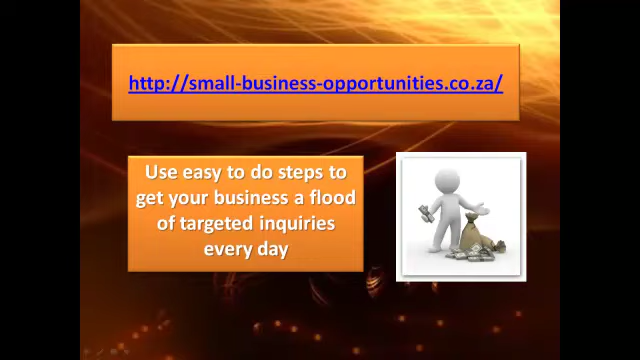 http://small-business-opportunities.co.za/
Use easy to do steps to
get your business a flood
of targeted inquiries
every day